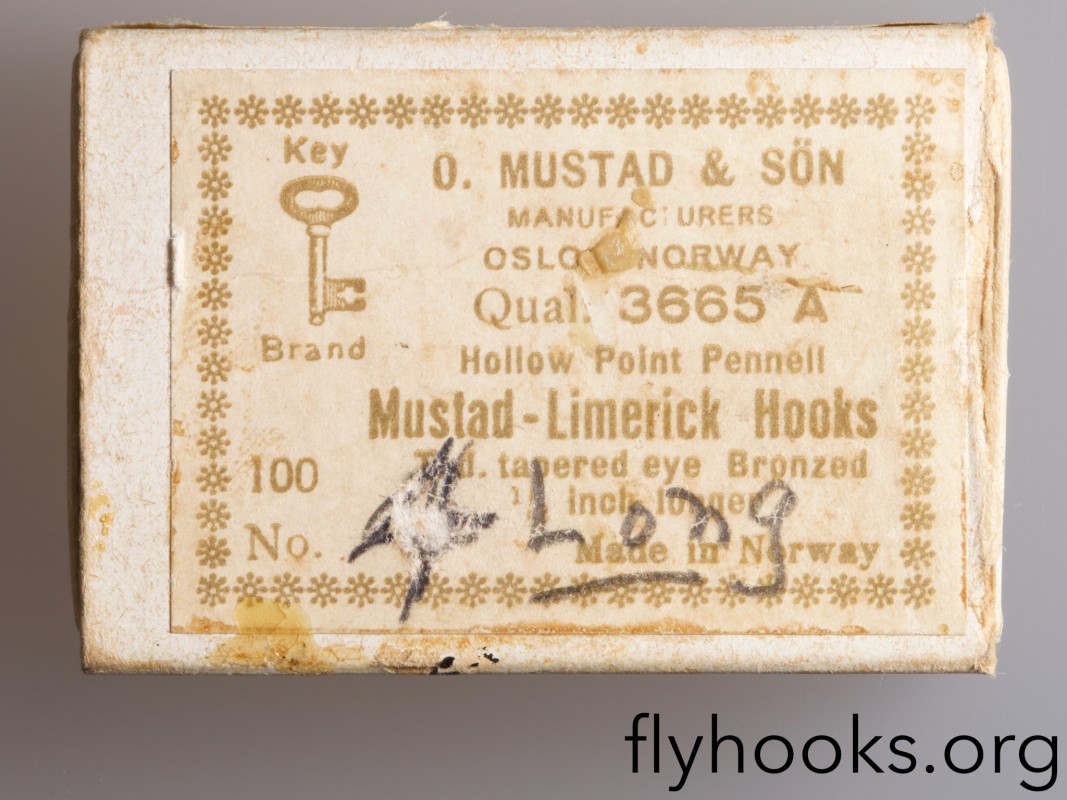 Key
Brand
O. MUSTAD & SÖN
MANUFACTURERS
OSLO NORWAY
Qual. 3665 A
Hollow Point Pennell
Mustad-Limerick Hooks
100
tapered eye Bronzed
inch longer
No.
Long
Made in Norway
flyhooks.org